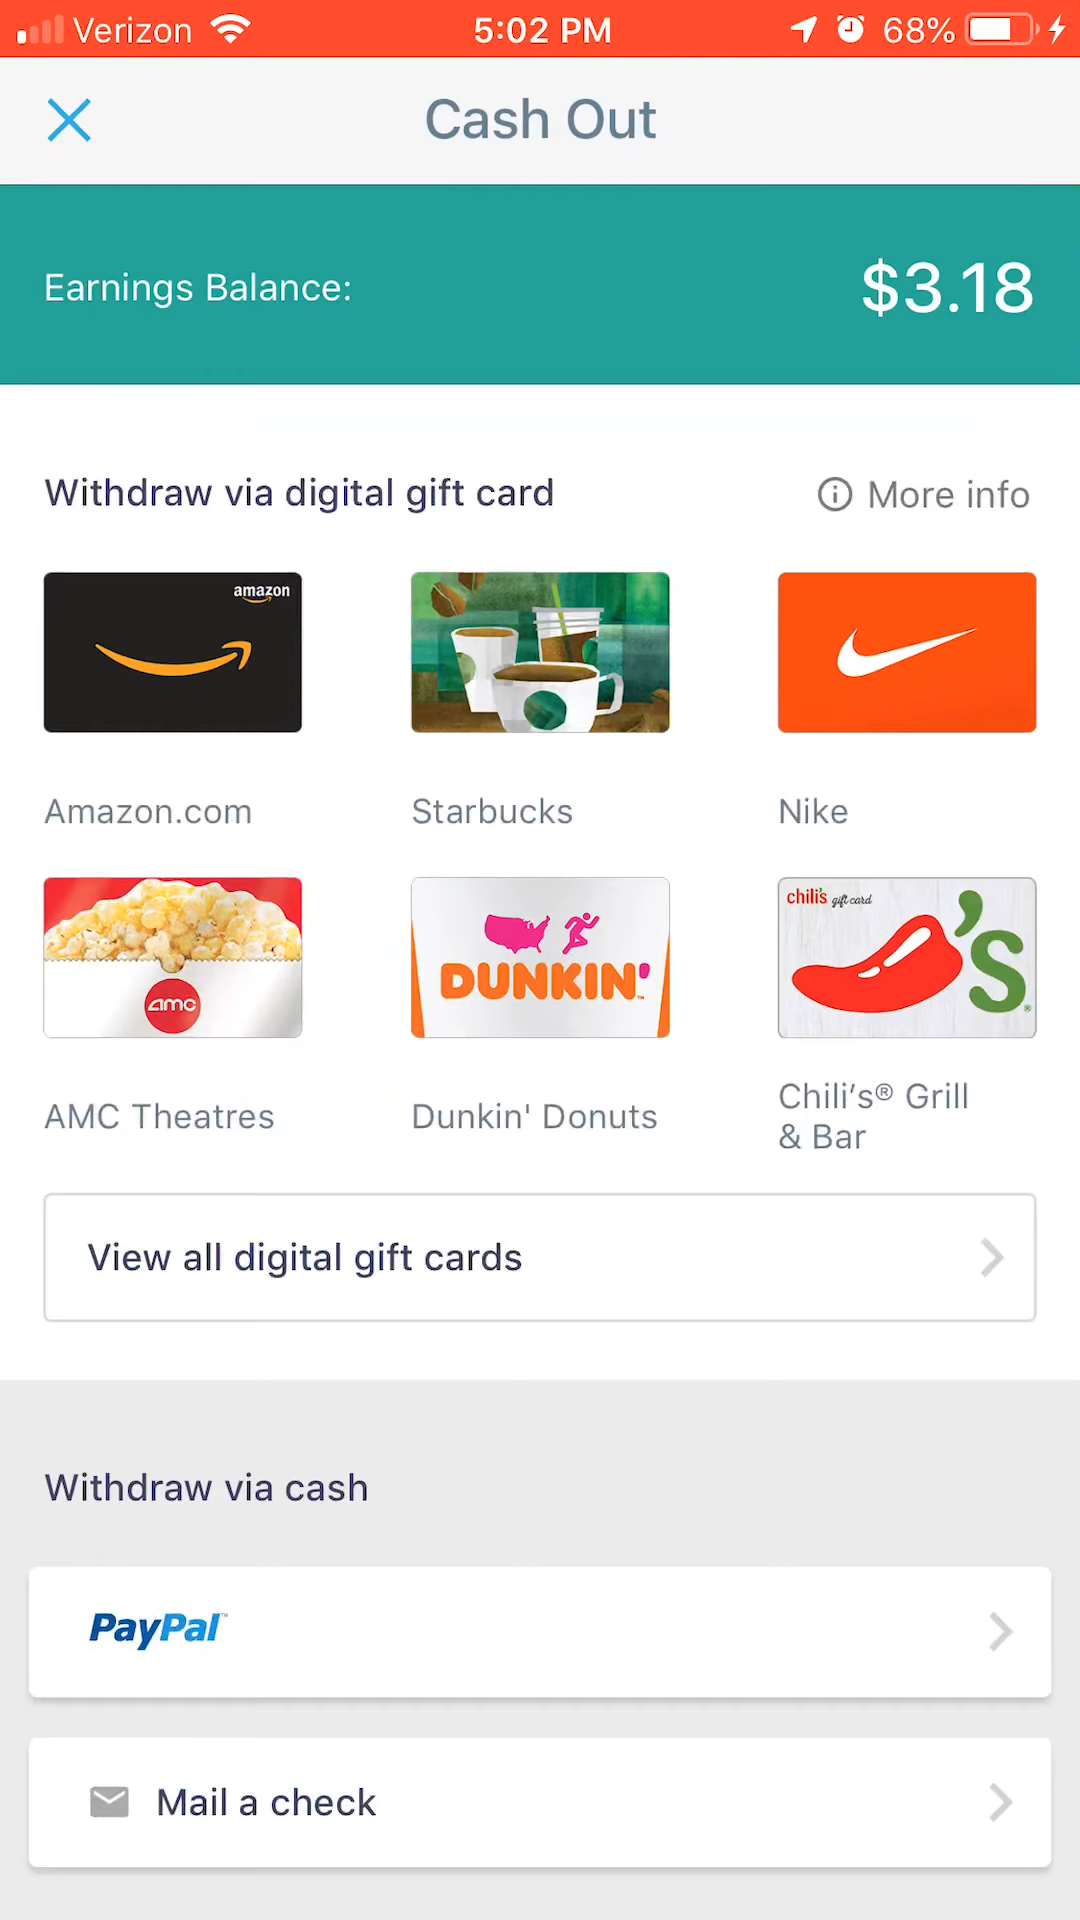 Verizon 5:02 PM 68%
Cash Out
Earnings Balance: $3.18
Withdraw via digital gift card More info
amazon
Amazon.com Starbucks Nike
amc
DUNKIN'™
chili's gift card
'S®
AMC Theatres Dunkin' Donuts Chili's® Grill
& Bar
View all digital gift cards
Withdraw via cash
PayPal™
Mail a check